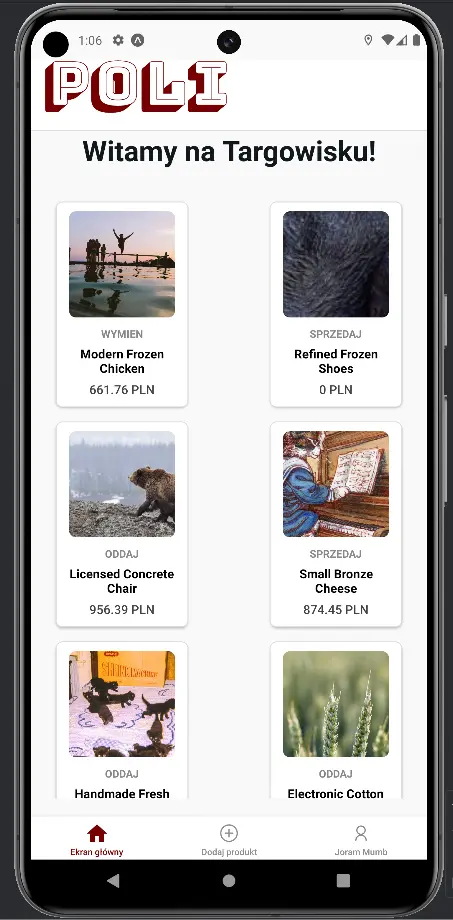 1:06
POLI
Witamy na Targowisku!
WYMIEN
Modern Frozen
Chicken
661.76 PLN
SPRZEDAJ
Refined Frozen
Shoes
0 PLN
ODDAJ
Licensed Concrete
Chair
956.39 PLN
SPRZEDAJ
Small Bronze
Cheese
874.45 PLN
ODDAJ
Handmade Fresh
ODDAJ
Electronic Cotton
Ekran główny
Dodaj produkt
Joram Mumb